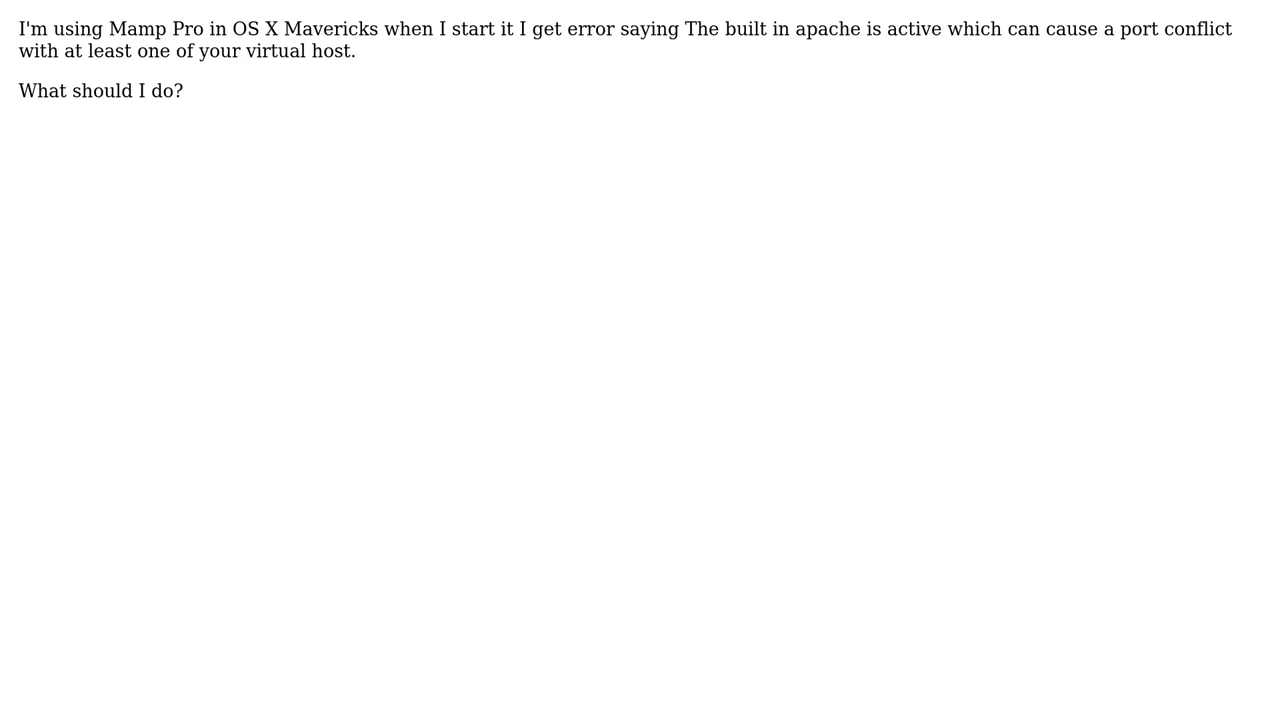 I'm using Mamp Pro in OS X Mavericks when I start it I get error saying The built in apache is active which can cause a port conflict
with at least one of your virtual host.
What should I do?